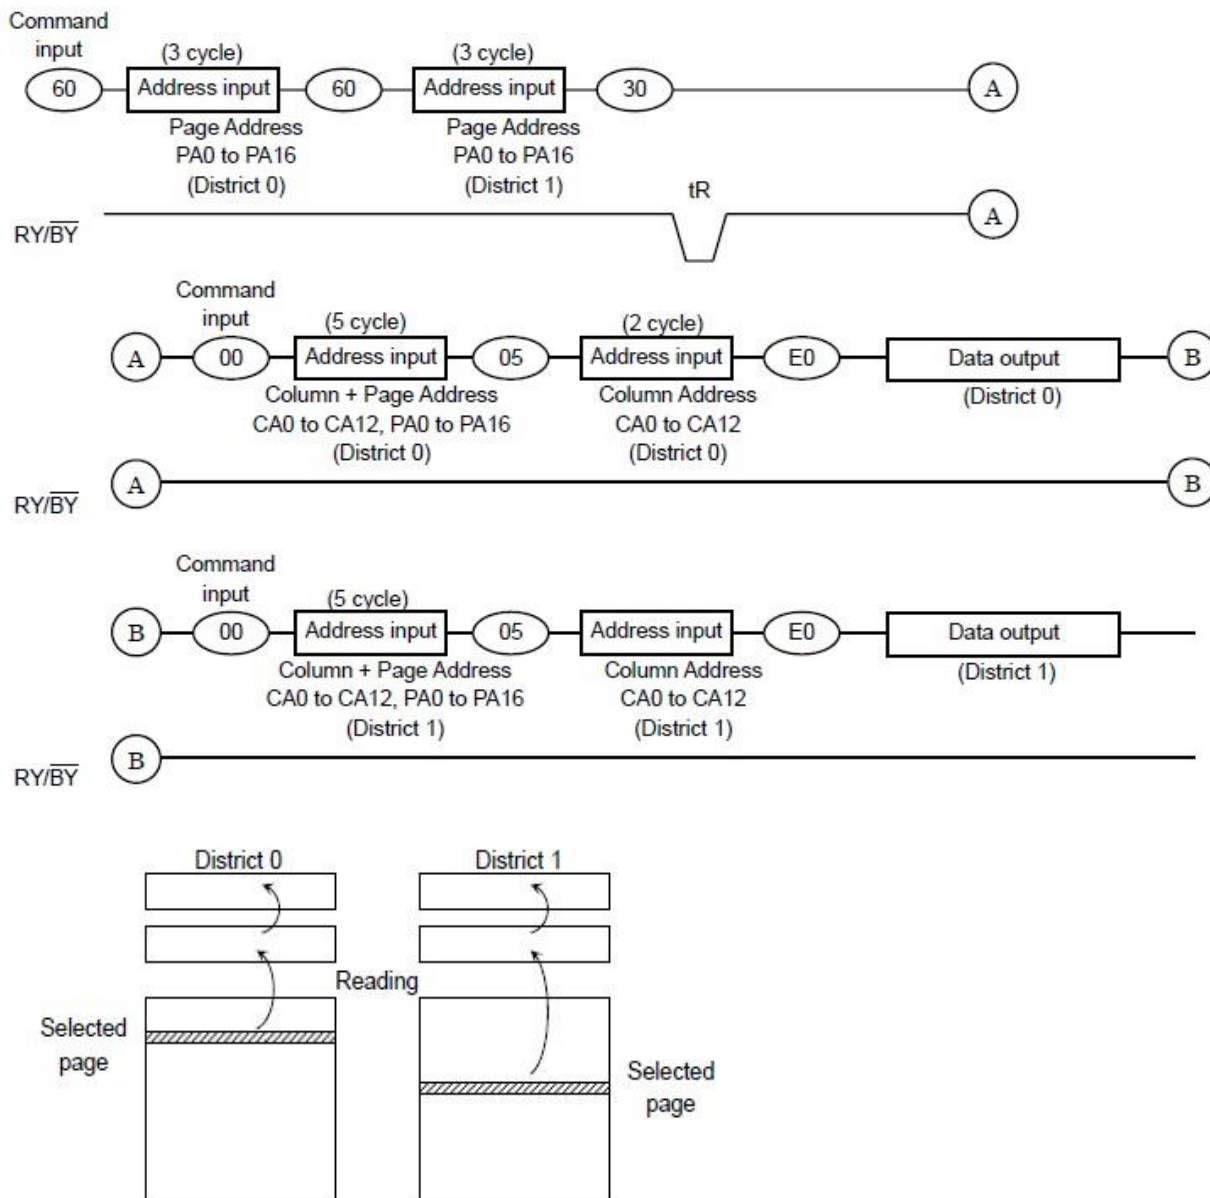 Command
input
(3 cycle) (3 cycle)
60 Address input 60 Address input 30 A
Page Address Page Address
PA0 to PA16 PA0 to PA16
(District 0) (District 1)
tR
RY/BY A
Command
input
(5 cycle) (2 cycle)
A 00 Address input 05 Address input E0 Data output B
Column + Page Address Column Address (District 0)
CA0 to CA12, PA0 to PA16 CA0 to CA12
(District 0) (District 0)
RY/BY A B
Command
input
(5 cycle)
B 00 Address input 05 Address input E0 Data output
Column + Page Address Column Address (District 1)
CA0 to CA12, PA0 to PA16 CA0 to CA12
(District 1) (District 1)
RY/BY B
District 0 District 1
Reading
Selected
page
Selected
page